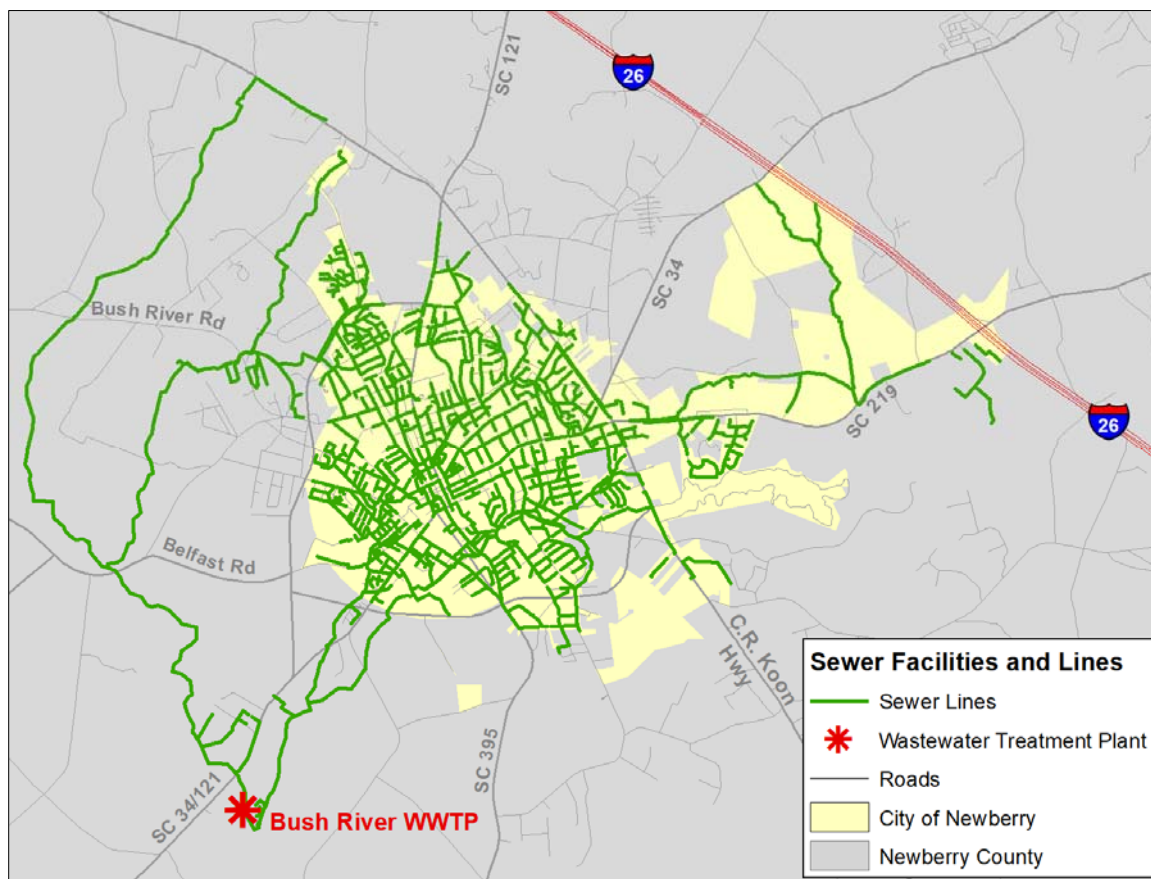 SC 121
26
Bush River Rd
SC 34
SC 219
26
Belfast Rd
C.R. Koon
Hwy
SC 395
SC 34/121
Bush River WWTP
Sewer Facilities and Lines
Sewer Lines
Wastewater Treatment Plant
Roads
City of Newberry
Newberry County